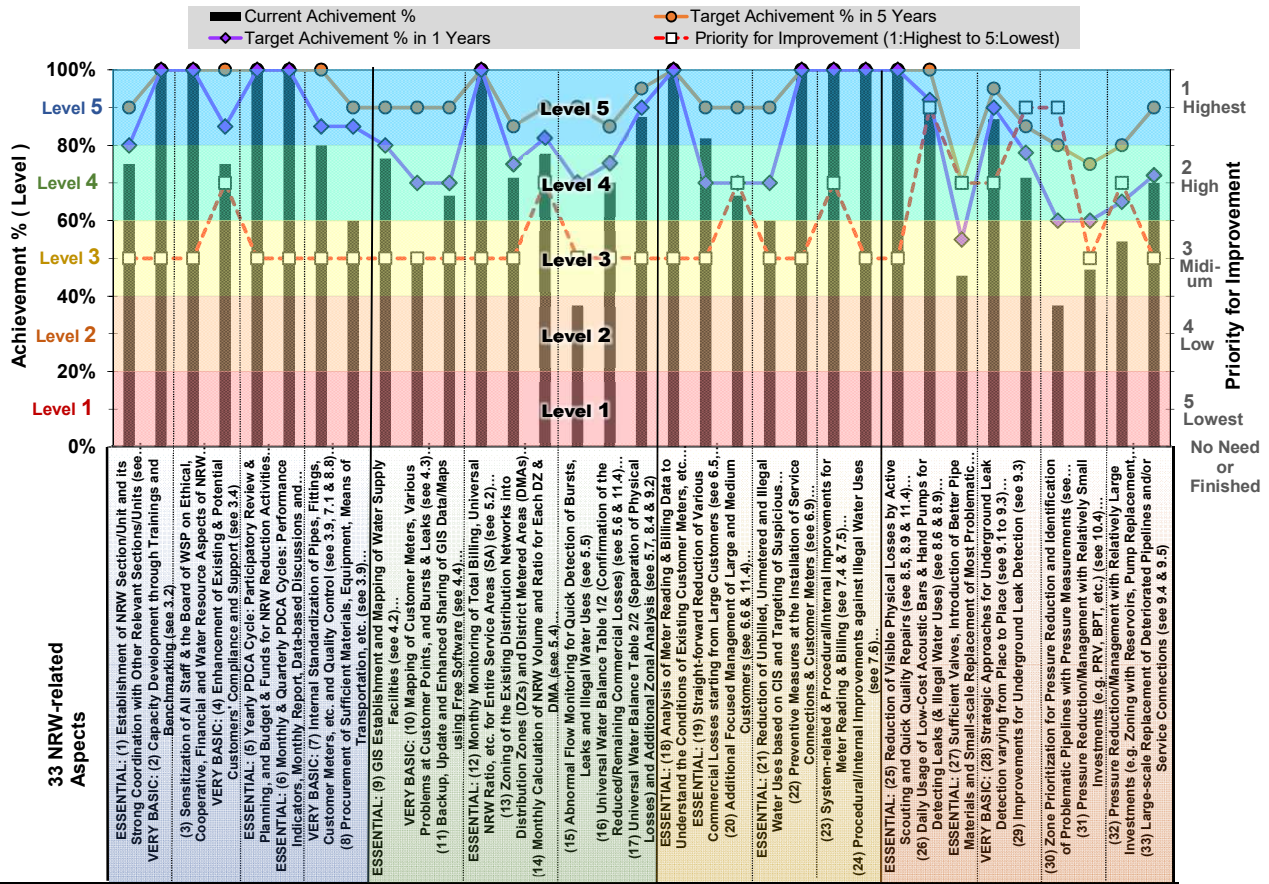 Current Achivement %
Target Achivement % in 5 Years
Target Achivement % in 1 Years
Priority for Improvement (1:Highest to 5:Lowest)
Achievement % ( Level )
100%
Level 5
80%
Level 4
60%
Level 3
40%
Level 2
20%
Level 1
0%
Level 5
Level 4
Level 3
Level 2
Level 1
1
Highest
2
High
3
Midi-
um
4
Low
5
Lowest
No Need
or
Finished
Priority for Improvement
33 NRW-related
Aspects
ESSENTIAL: (1) Establishment of NRW Section/Unit and its
Strong Coordination with Other Relevant Sections/Units (see…
VERY BASIC: (2) Capacity Development through Trainings and
Benchmarking (see 3.2)
(3) Sensitization of All Staff & the Board of WSP on Ethical,
Cooperative, Financial and Water Resource Aspects of NRW…
VERY BASIC: (4) Enhancement of Existing & Potential
Customers' Compliance and Support (see 3.4)
ESSENTIAL: (5) Yearly PDCA Cycle: Participatory Review &
Planning, and Budget & Funds for NRW Reduction Activities…
ESSENTIAL: (6) Monthly & Quarterly PDCA Cycles: Performance
Indicators, Monthly Report, Data-based Discussions and…
VERY BASIC: (7) Internal Standardization of Pipes, Fittings,
Customer Meters, etc. and Quality Control (see 3.9, 7.1 & 8.8)
(8) Procurement of Sufficient Materials, Equipment, Means of
Transportation, etc. (see 3.9)…
ESSENTIAL: (9) GIS Establishment and Mapping of Water Supply
Facilities (see 4.2)…
VERY BASIC: (10) Mapping of Customer Meters, Various
Problems at Customer Points, and Bursts & Leaks (see 4.3)…
(11) Backup, Update and Enhanced Sharing of GIS Data/Maps
using Free Software (see 4.4)…
ESSENTIAL: (12) Monitoring of Total Billing, Universal
NRW Ratio, etc. for Entire Service Areas (SA) (see 5.2)…
(13) Zoning of the Existing Distribution Networks into
Distribution Zones (DZs) and District Metered Areas (DMAs)…
(14) Monthly Calculation of NRW Volume and Ratio for Each DZ &
DMA (see 5.4)…
(15) Abnormal Flow Monitoring for Quick Detection of Bursts,
Leaks and Illegal Water Uses (see 5.5)
(16) Universal Water Balance Table 1/2 (Confirmation of the
Reduced/Remaining Commercial Losses) (see 5.6 & 11.4)…
(17) Universal Water Balance Table 2/2 (Separation of Physical
Losses) and Additional Zonal Analysis (see 5.7, 8.4 & 9.2)
ESSENTIAL: (18) Analysis of Meter Reading & Billing Data to
Understand the Conditions of Existing Customer Meters, etc…
ESSENTIAL: (19) Straight-forward Reduction of Various
Commercial Losses starting from Large Customers (see 6.5,…
(20) Additional Focused Management of Large and Medium
Customers (see 6.6 & 11.4)…
ESSENTIAL: (21) Reduction of Unbilled, Unmetered and Illegal
Water Uses based on CIS and Targeting of Suspicious…
(22) Preventive Measures at the Installation of Service
Connections & Customer Meters (see 6.9)…
(23) System-related & Procedural/Internal Improvements for
Meter Reading & Billing (see 7.4 & 7.5)…
(24) Procedural/Internal Improvements against Illegal Water Uses
(see 7.6)…
ESSENTIAL: (25) Reduction of Visible Physical Losses by Active
Scouting and Quick Quality Repairs (see 8.5, 8.9 & 11.4)…
(26) Daily Usage of Low-Cost Acoustic Bars & Hand Pumps for
Detecting Leaks (& Illegal Water Uses) (see 8.6 & 8.9)…
ESSENTIAL: (27) Sufficient Valves, Introduction of Better Pipe
Materials and Small-scale Replacement of Most Problematic…
VERY BASIC: (28) Strategic Approaches for Underground Leak
Detection varying from Place to Place (see 9.1 to 9.3)…
(29) Improvements for Underground Leak Detection (see 9.3)
(30) Zone Prioritization for Pressure Reduction and Identification
of Problematic Pipelines with Pressure Measurements (see…
(31) Pressure Reduction/Management with Relatively Small
Investments (e.g. PRV, BPT, etc.) (see 10.4)…
(32) Pressure Reduction/Management with Relatively Large
Investments (e.g. Zoning with Reservoirs, Pump Replacement,…
(33) Large-scale Replacement of Deteriorated Pipelines and/or
Service Connections (see 9.4 & 9.5)